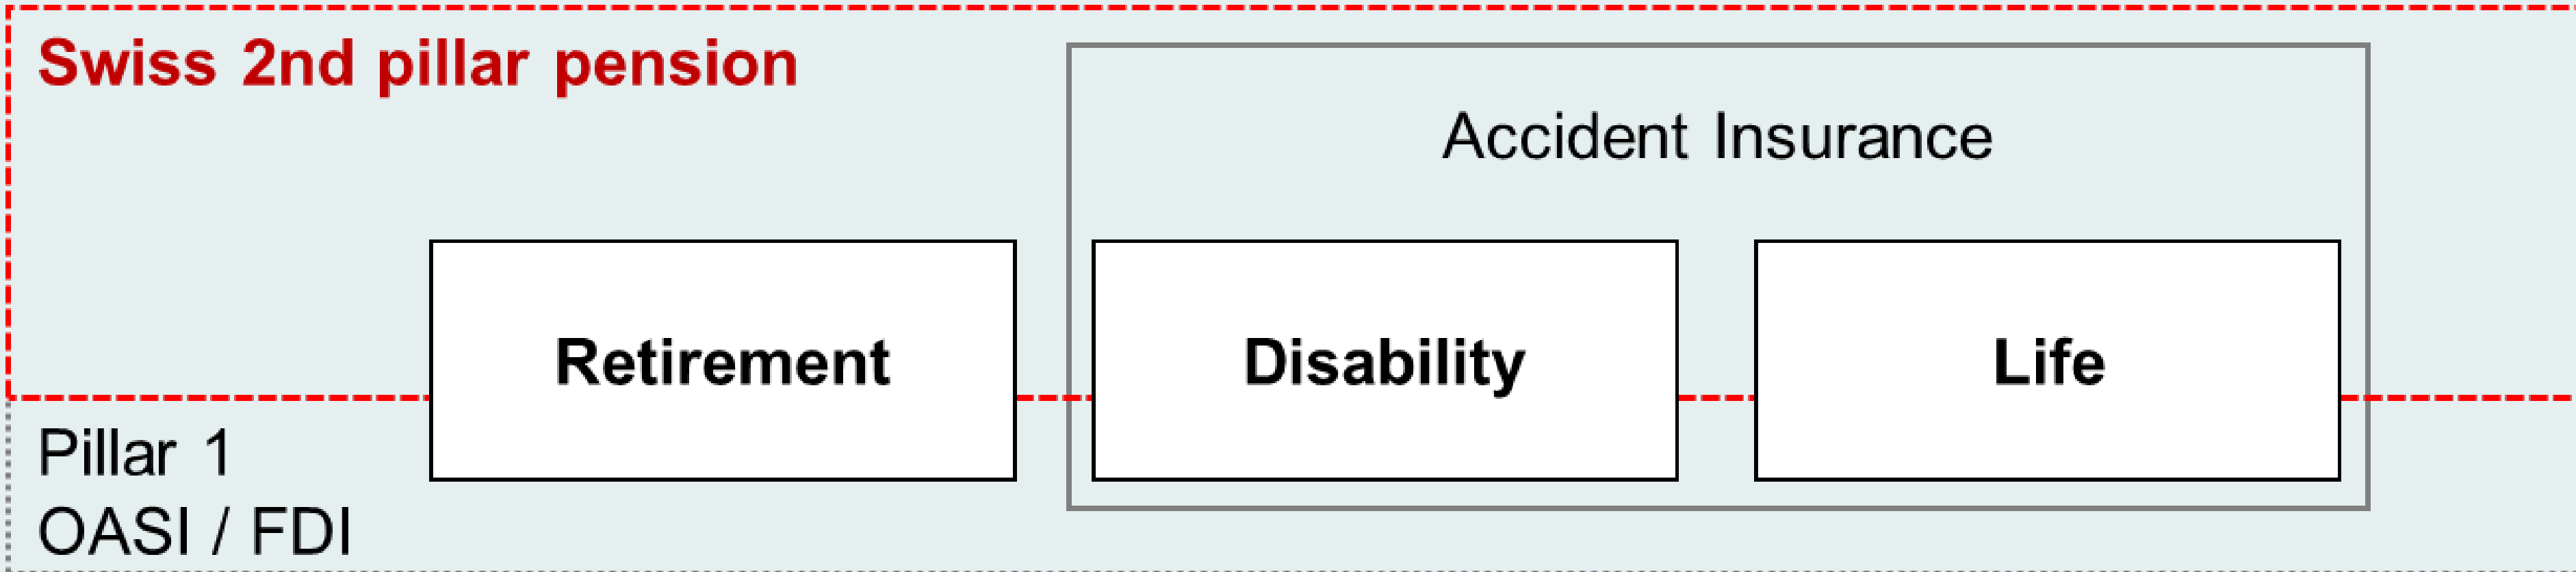 Swiss 2nd pillar pension
Accident Insurance
Retirement
Disability
Life
Pillar 1
OASI / FDI